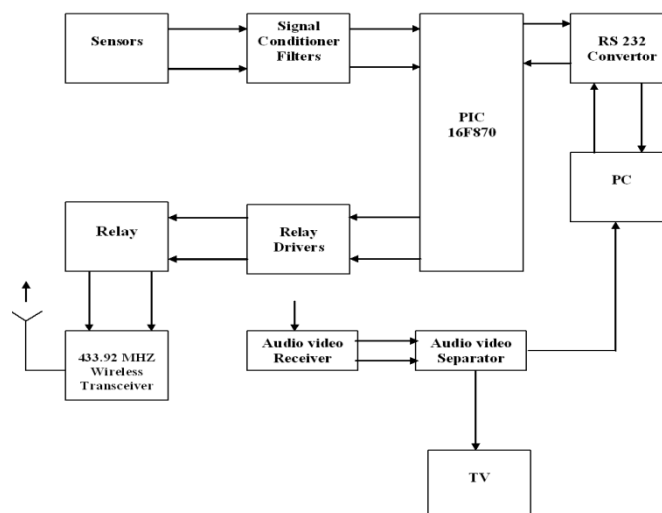 Sensors
Signal
Conditioner
Filters
PIC
16F870
RS 232
Convertor
PC
Relay
Relay
Drivers
433.92 MHZ
Wireless
Transceiver
Audio video
Receiver
Audio video
Separator
TV